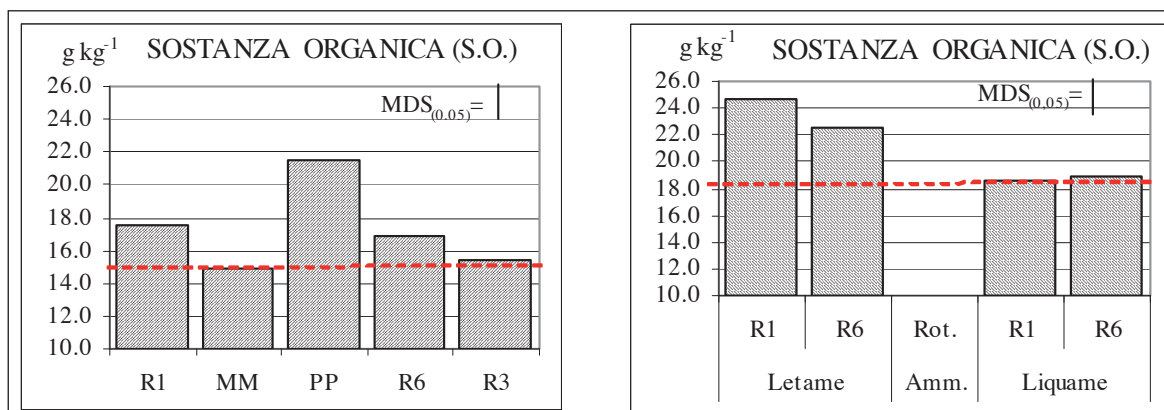 g kg-1 SOSTANZA ORGANICA (S.O.)
26.0
24.0
22.0
20.0
18.0
16.0
14.0
12.0
10.0
MDS(0.05)=
R1 MM PP R6 R3
g kg-1 SOSTANZA ORGANICA (S.O.)
26.0
24.0
22.0
20.0
18.0
16.0
14.0
12.0
10.0
MDS(0,05)=
R1 R6 Rot. R1 R6
Letame Amm. Liquame